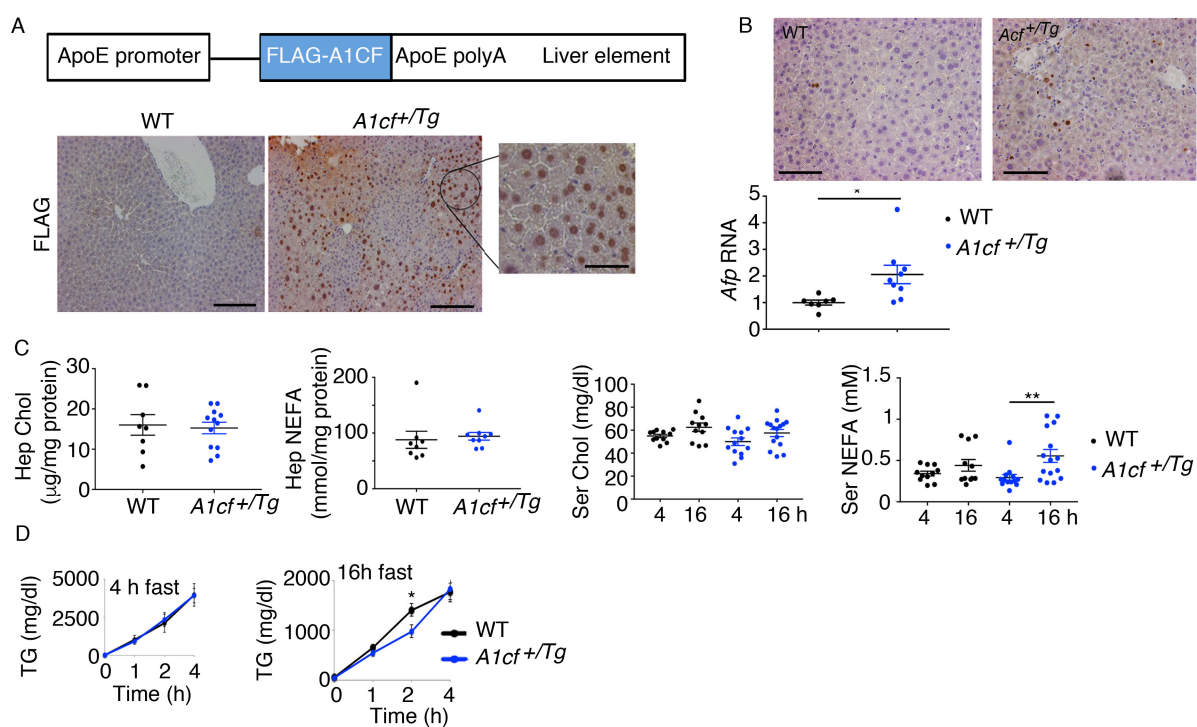 A
ApoE promoter
FLAG-A1CF
ApoE polyA
Liver element
WT
A1cf+/Tg
FLAG
B
WT
Acf+/Tg
*
5
4
3
2
1
0
Afp RNA
WT
A1cf+/Tg
C
Hep Chol
(µg/mg protein)
30
20
10
0
WT
A1cf+/Tg
Hep NEFA
(mmol/mg protein)
200
100
0
WT
A1cf+/Tg
Ser Chol (mg/dl)
100
80
60
40
20
0
4 16 4 16 h
Ser NEFA (mM)
1.5
1
0.5
0
**
4 16 4 16 h
WT
A1cf+/Tg
D
TG (mg/dl)
5000
2500
0
4 h fast
0 1 2 4
Time (h)
TG (mg/dl)
2000
1000
0
16h fast
*
0 1 2 4
Time (h)
WT
A1cf+/Tg